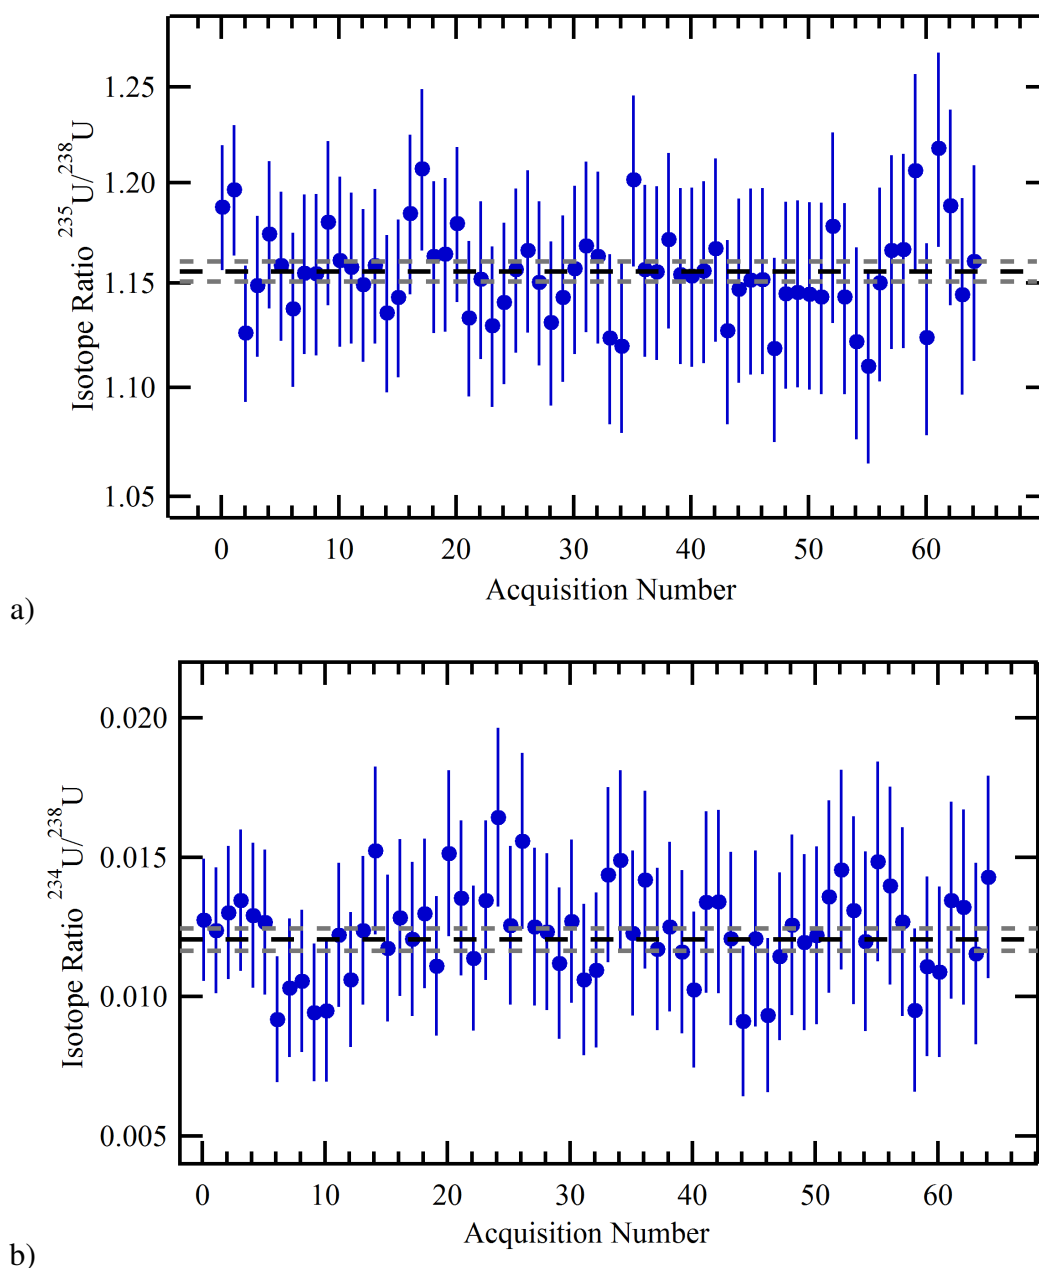 1.25
1.20
1.15
1.10
1.05
Isotope Ratio ²³⁵U/²³⁸U
0 10 20 30 40 50 60
Acquisition Number
a)
0.020
0.015
0.010
0.005
Isotope Ratio ²³⁴U/²³⁸U
0 10 20 30 40 50 60
Acquisition Number
b)